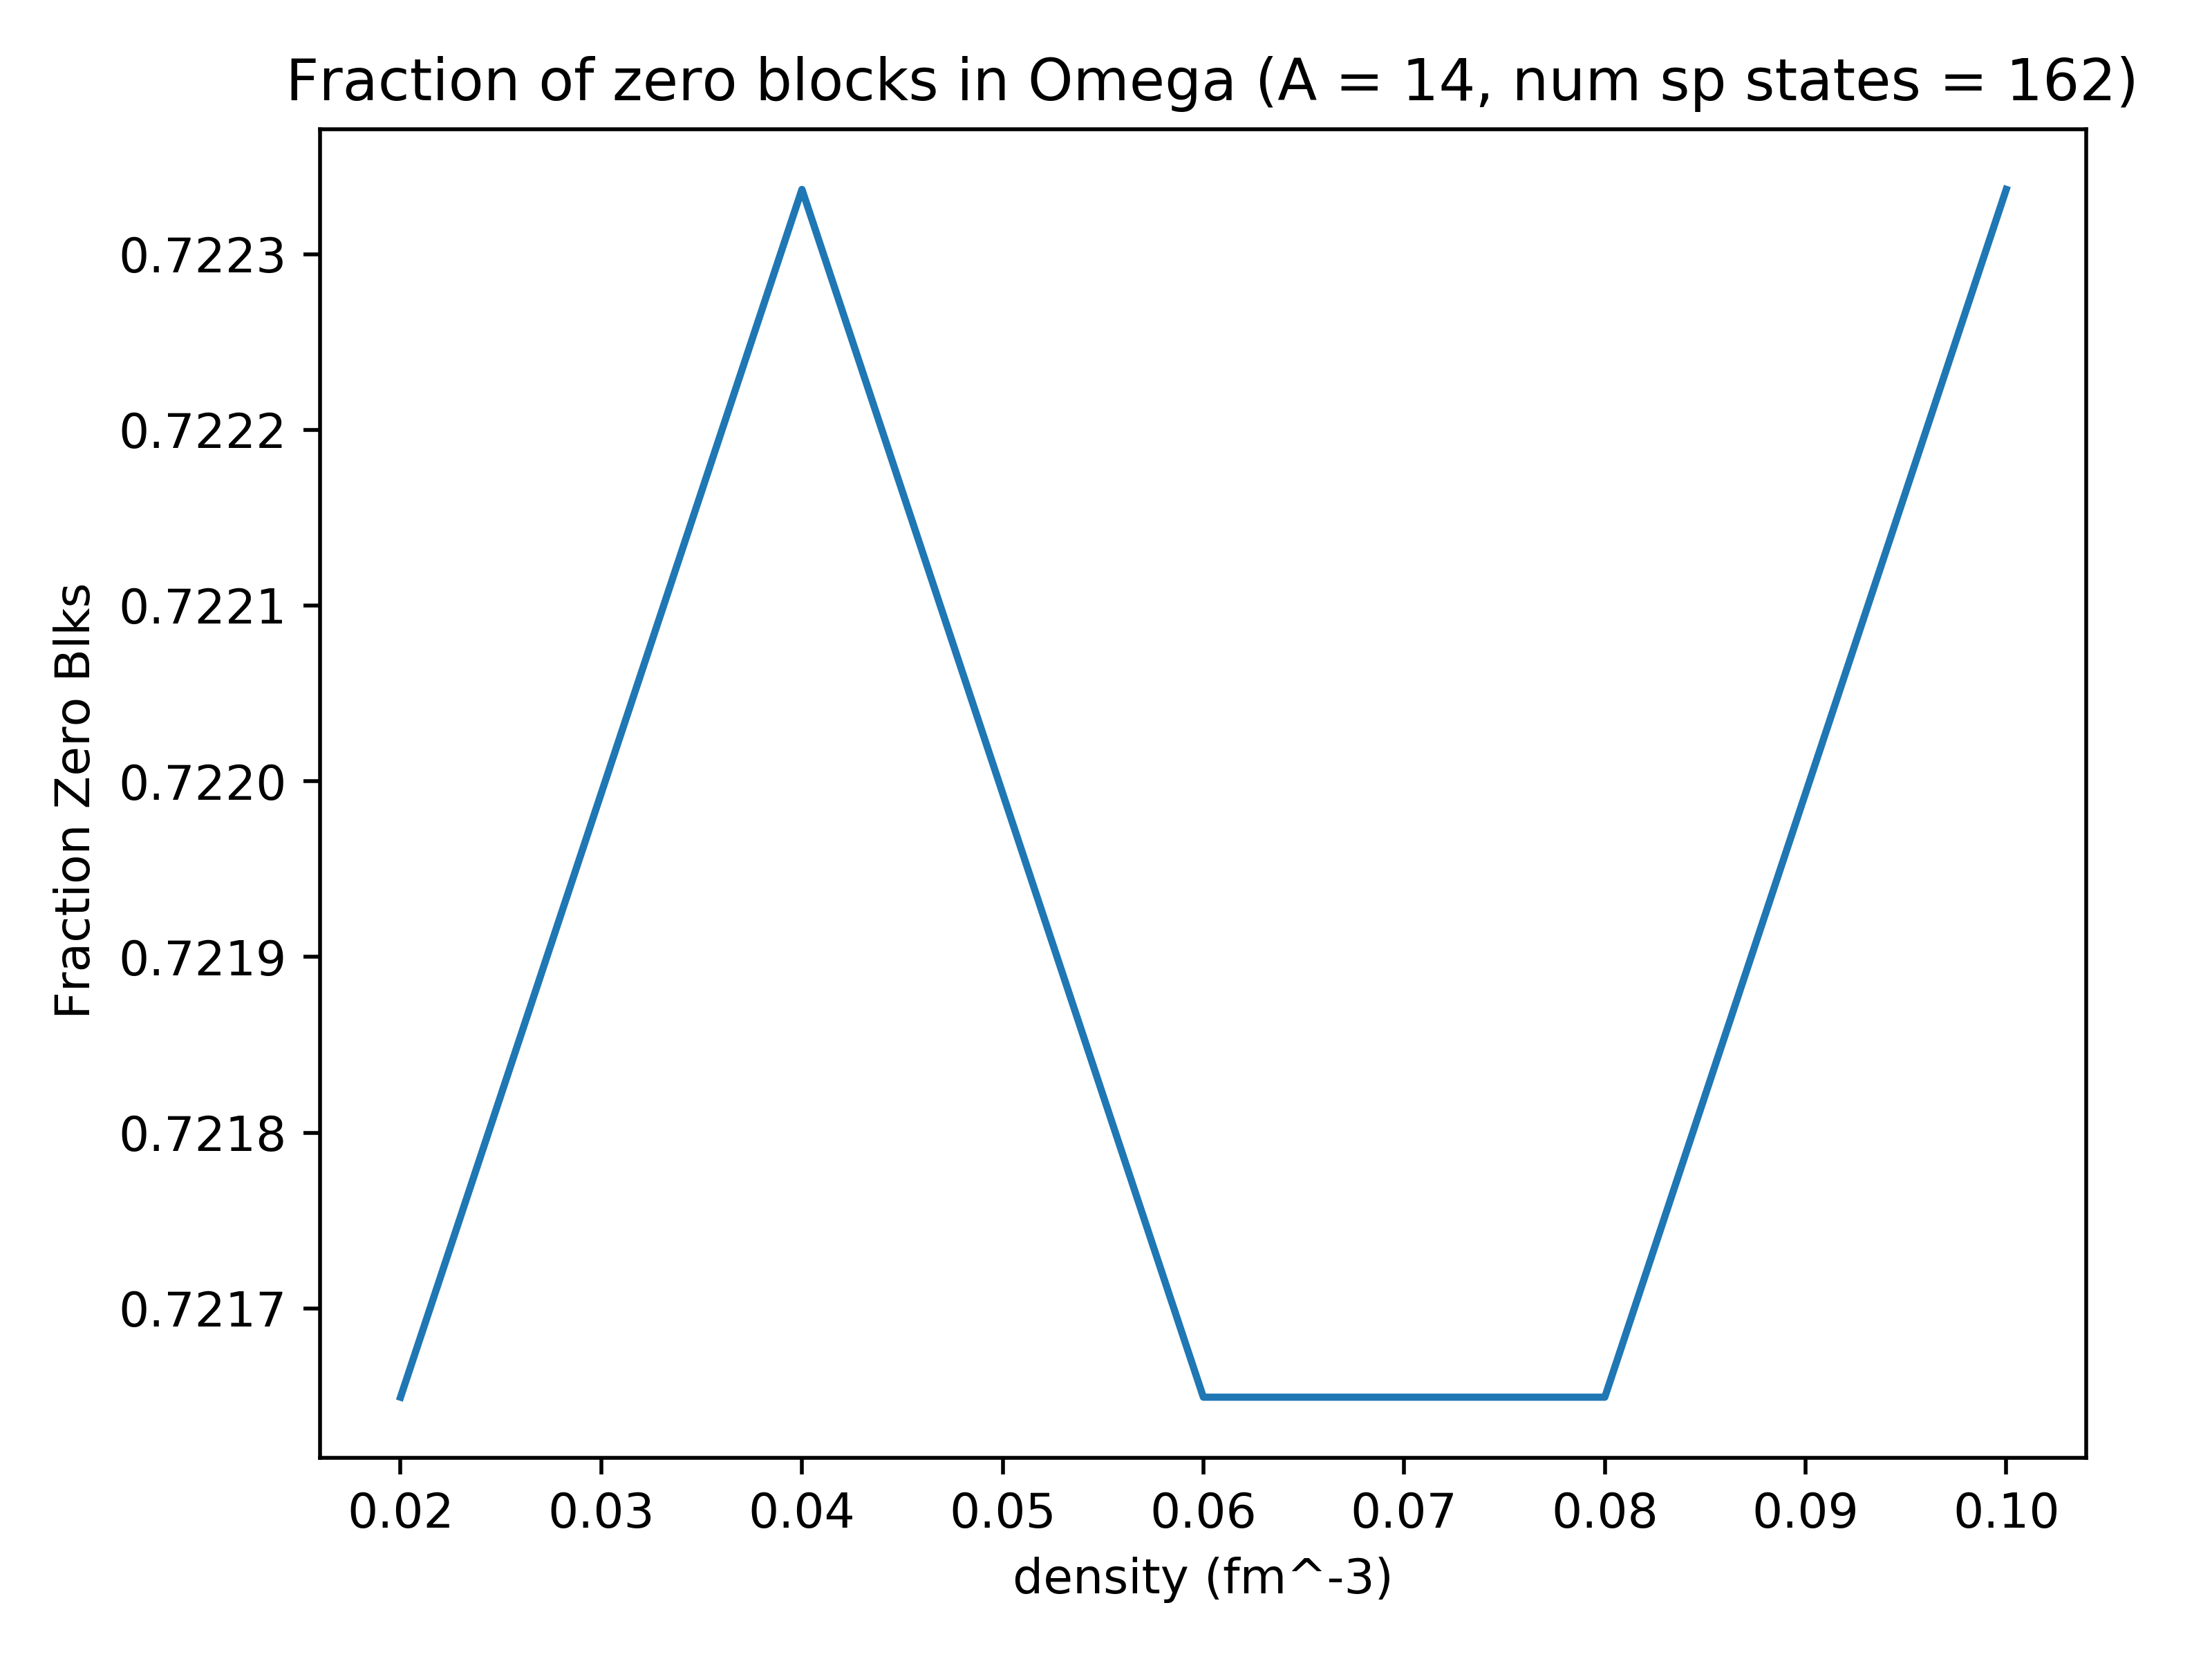 Fraction of zero blocks in Omega (A = 14, num sp states = 162)
Fraction Zero Blks
0.7223
0.7222
0.7221
0.7220
0.7219
0.7218
0.7217
0.02 0.03 0.04 0.05 0.06 0.07 0.08 0.09 0.10
density (fm^-3)